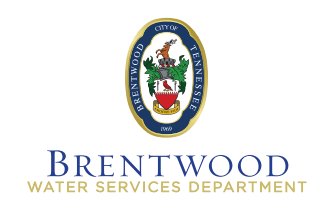 CITY OF
BRENTWOOD
TENNESSEE
1969
BRENTWOOD
WATER SERVICES DEPARTMENT